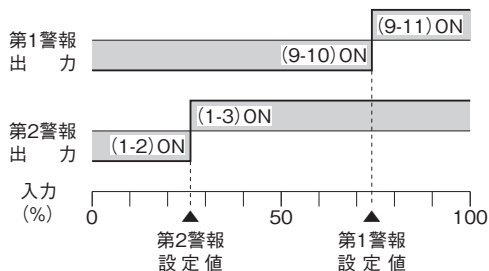 第1警報
出 力
(9-10)ON
(9-11)ON
第2警報
出 力
(1-2)ON
(1-3)ON
入力
(%)
0
50
100
第2警報
設 定 値
第1警報
設 定 値